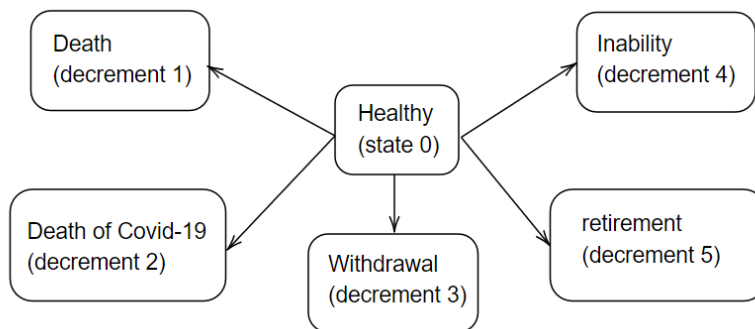 Death
(decrement 1)
Inability
(decrement 4)
Healthy
(state 0)
Death of Covid-19
(decrement 2)
Withdrawal
(decrement 3)
retirement
(decrement 5)